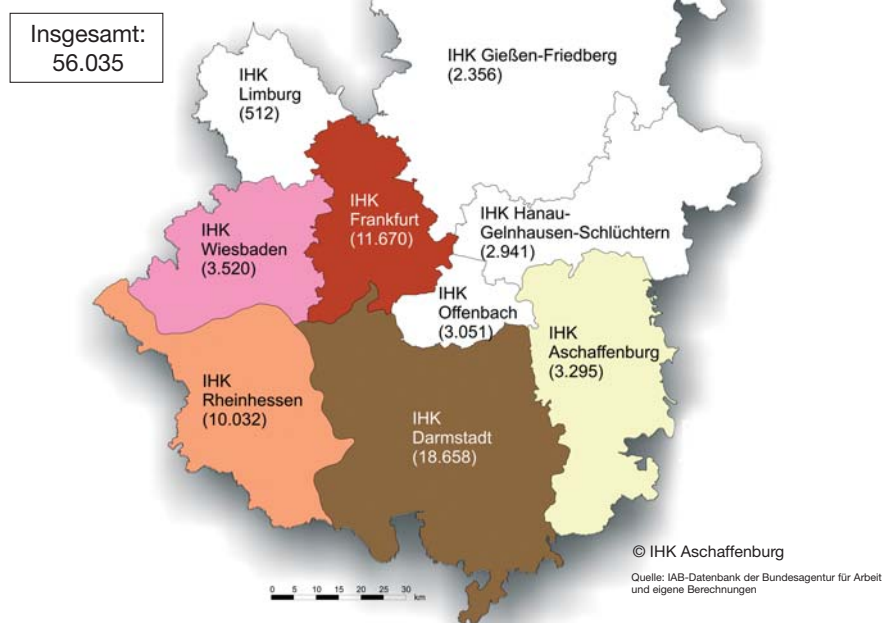 Insgesamt:
56.035
IHK Gießen-Friedberg
(2.356)
IHK
Limburg
(512)
IHK
Frankfurt
(11.670)
IHK Hanau-
Gelnhausen-Schlüchtern
(2.941)
IHK
Wiesbaden
(3.520)
IHK
Offenbach
(3.051)
IHK
Aschaffenburg
(3.295)
IHK
Rheinhessen
(10.032)
IHK
Darmstadt
(18.658)
© IHK Aschaffenburg
Quelle: IAB-Datenbank der Bundesagentur für Arbeit
und eigene Berechnungen
0 5 10 15 20 25 30
km